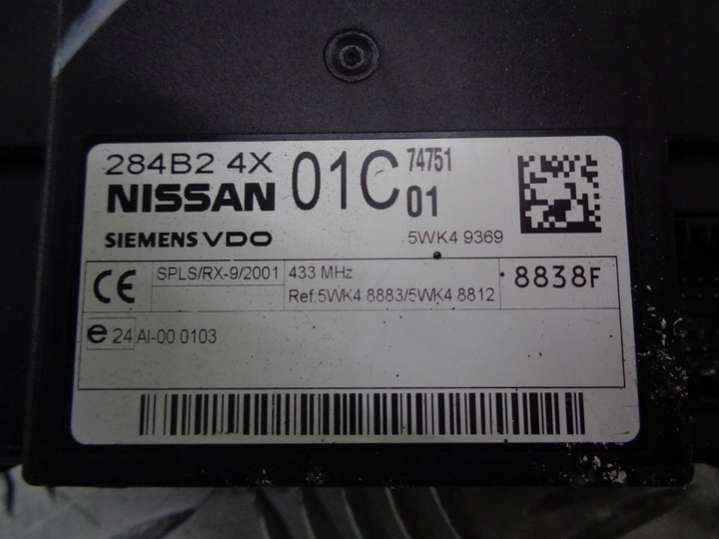 284B2 4X 01C 74751
NISSAN 01
SIEMENS VDO 5WK4 9369
CE SPLS/RX-9/2001 433 MHz 8838F
Ref:5WK4 8883/5WK4 8812
e 24 AI-00 0103